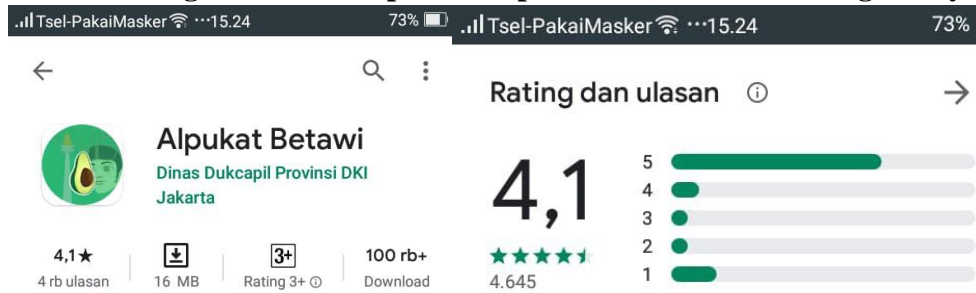 Tsel-PakaiMasker ···15.24 73%
Alpukat Betawi
Dinas Dukcapil Provinsi DKI
Jakarta
4,1★ 3+ 100 rb+
4 rb ulasan 16 MB Rating 3+ Download
Tsel-PakaiMasker ···15.24 73%
Rating dan ulasan
4,1
5
4
3
2
1
4.645